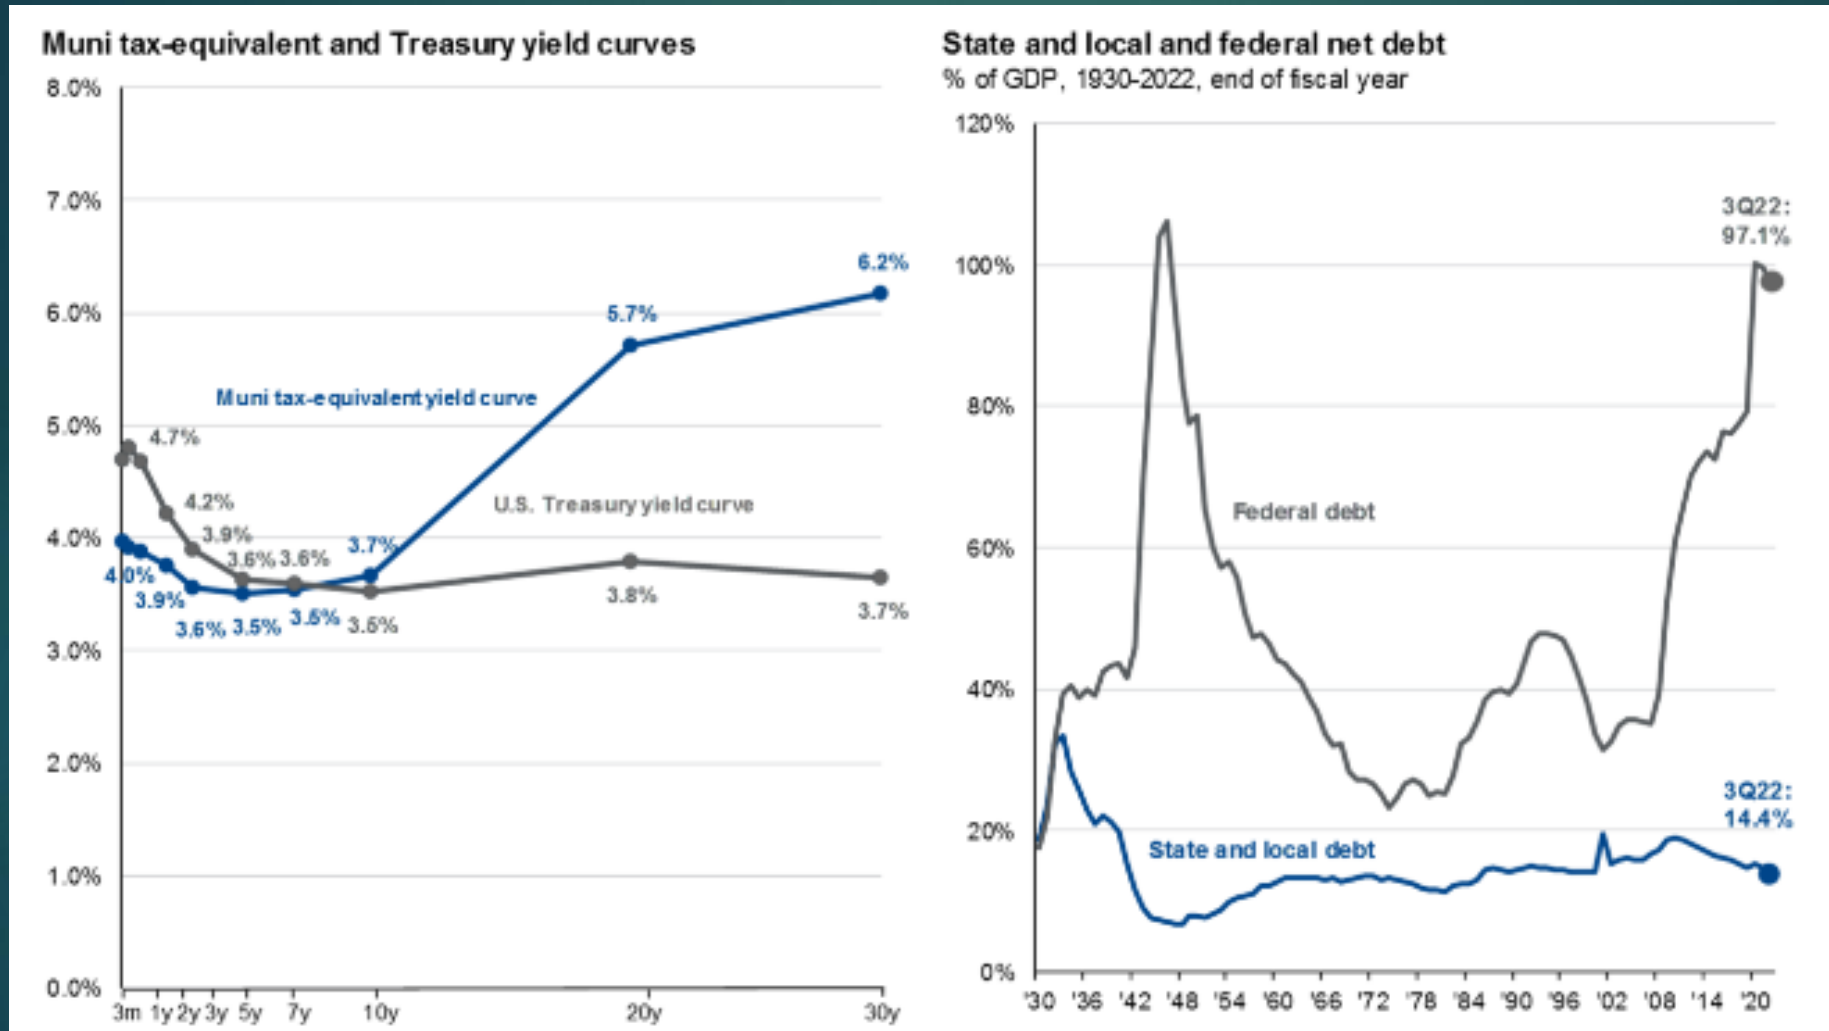 Muni tax-equivalent and Treasury yield curves
8.0%
7.0%
6.0%
5.0%
4.0%
3.0%
2.0%
1.0%
0.0%
3m 1y 2y 3y 5y 7y 10y 20y 30y
6.2%
5.7%
Muni tax-equivalent yield curve
4.7%
4.2%
3.9%
3.6% 3.6%
3.7%
U.S. Treasury yield curve
4.0%
3.9%
3.6% 3.5% 3.5% 3.5%
3.8%
3.7%
State and local and federal net debt
% of GDP, 1930-2022, end of fiscal year
120%
100%
80%
60%
40%
20%
0%
3Q22:
97.1%
Federal debt
3Q22:
14.4%
State and local debt
'30 '36 '42 '48 '54 '60 '66 '72 '78 '84 '90 '96 '02 '08 '14 '20